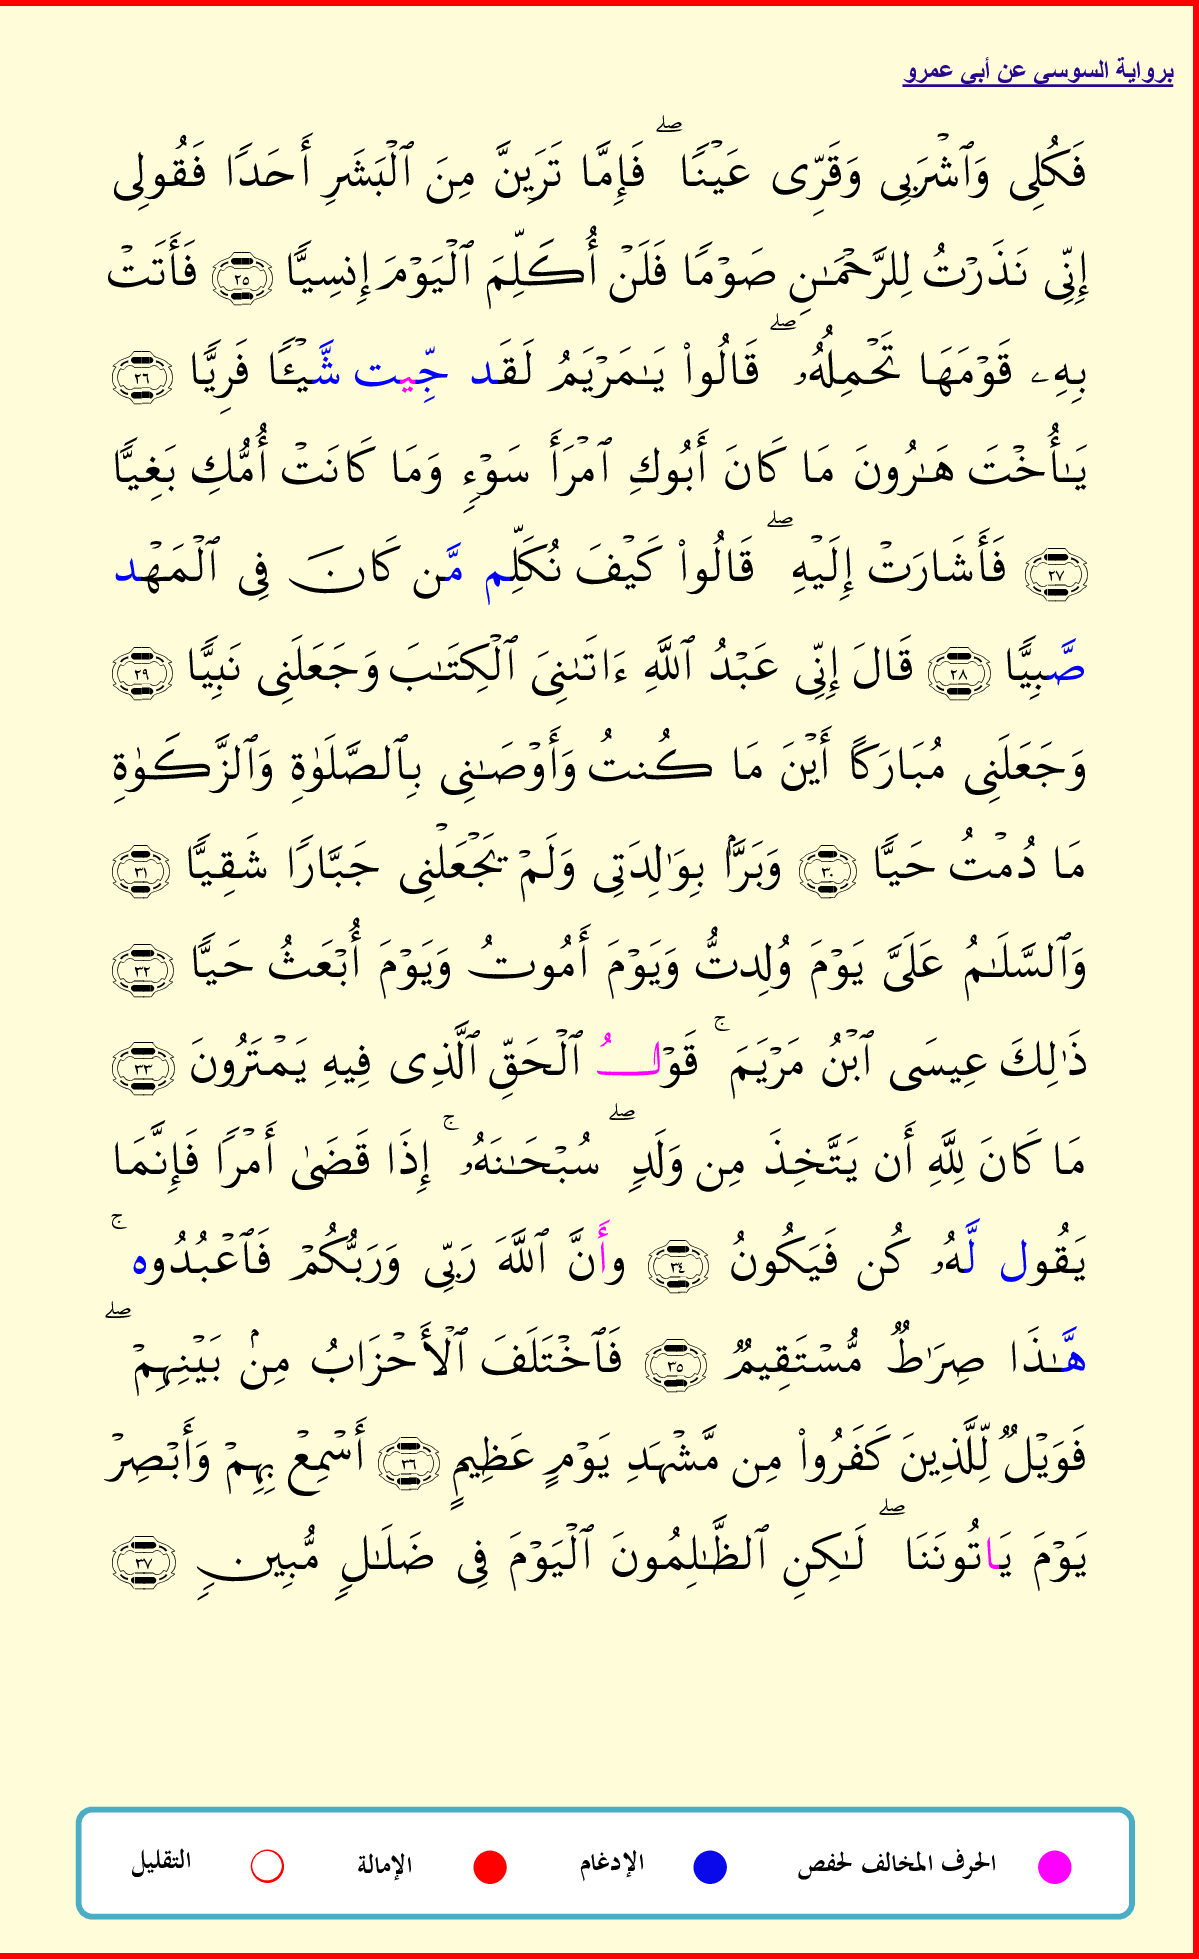 برواية السوسي عن أبي عمرو
فَكُلِى وَٱشْرَبِى وَقَرِّى عَيْنًاۖ فَإِمَّا تَرَيِنَّ مِنَ ٱلْبَشَرِ أَحَدًا فَقُولِى
إِنِّى نَذَرْتُ لِلرَّحْمَٰنِ صَوْمًا فَلَنْ أُكَلِّمَ ٱلْيَوْمَ إِنسِيًّا ٢٥ فَأَتَتْ
بِهِۦ قَوْمَهَا تَحْمِلُهُۥۖ قَالُوا۟ يَٰمَرْيَمُ لَقَد جِّيت شَّيْـًٔا فَرِيًّا ٢٦
يَٰأُخْتَ هَٰرُونَ مَا كَانَ أَبُوكِ ٱمْرَأَ سَوْءٍ وَمَا كَانَتْ أُمُّكِ بَغِيًّا
٢٧ فَأَشَارَتْ إِلَيْهِۖ قَالُوا۟ كَيْفَ نُكَلِّم مَّن كَانَ فِى ٱلْمَهْد
صَّبِيًّا ٢٨ قَالَ إِنِّى عَبْدُ ٱللَّهِ ءَاتَىٰنِىَ ٱلْكِتَٰبَ وَجَعَلَنِى نَبِيًّا ٢٩
وَجَعَلَنِى مُبَارَكًا أَيْنَ مَا كُنتُ وَأَوْصَٰنِى بِٱلصَّلَوٰةِ وَٱلزَّكَوٰةِ
مَا دُمْتُ حَيًّا ٣٠ وَبَرًّۢا بِوَٰلِدَتِى وَلَمْ يَجْعَلْنِى جَبَّارًا شَقِيًّا ٣١
وَٱلسَّلَٰمُ عَلَىَّ يَوْمَ وُلِدتُّ وَيَوْمَ أَمُوتُ وَيَوْمَ أُبْعَثُ حَيًّا ٣٢
ذَٰلِكَ عِيسَى ٱبْنُ مَرْيَمَۚ قَوْلُ ٱلْحَقِّ ٱلَّذِى فِيهِ يَمْتَرُونَ ٣٣
مَا كَانَ لِلَّهِ أَن يَتَّخِذَ مِن وَلَدٍۖ سُبْحَٰنَهُۥۚ إِذَا قَضَىٰ أَمْرًا فَإِنَّمَا
يَقُول لَّهُۥ كُن فَيَكُونُ ٣٤ وأَنَّ ٱللَّهَ رَبِّى وَرَبُّكُمْ فَٱعْبُدُوهۚ
هَّٰذَا صِرَٰطٌ مُّسْتَقِيمٌ ٣٥ فَٱخْتَلَفَ ٱلْأَحْزَابُ مِنۢ بَيْنِهِمْۖ
فَوَيْلٌ لِّلَّذِينَ كَفَرُوا۟ مِن مَّشْهَدِ يَوْمٍ عَظِيمٍ ٣٦ أَسْمِعْ بِهِمْ وَأَبْصِرْ
يَوْمَ يَاتُونَنَاۖ لَٰكِنِ ٱلظَّٰلِمُونَ ٱلْيَوْمَ فِى ضَلَٰلٍ مُّبِينٍ ٣٧
الحرف المخالف لحفص الإدغام الإمالة التقليل